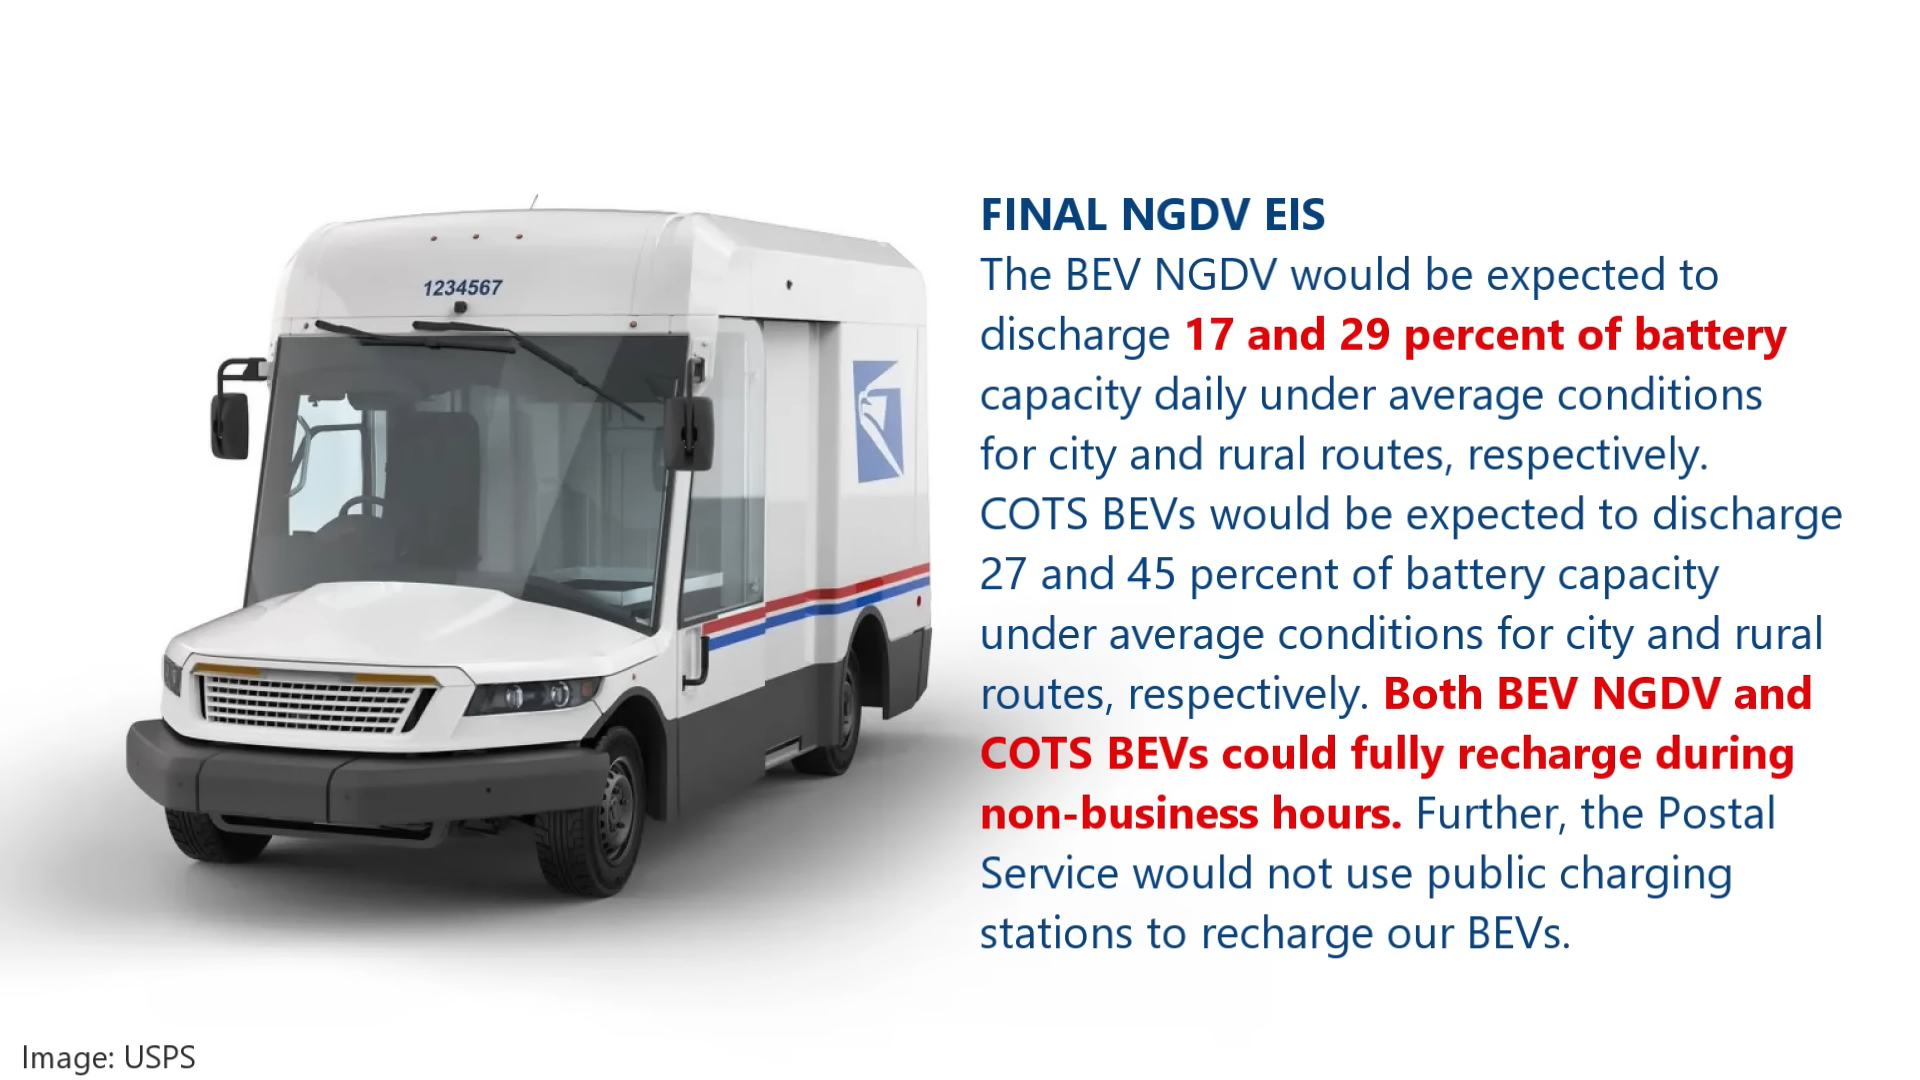 1234567
FINAL NGDV EIS
The BEV NGDV would be expected to
discharge 17 and 29 percent of battery
capacity daily under average conditions
for city and rural routes, respectively.
COTS BEVs would be expected to discharge
27 and 45 percent of battery capacity
under average conditions for city and rural
routes, respectively. Both BEV NGDV and
COTS BEVs could fully recharge during
non-business hours. Further, the Postal
Service would not use public charging
stations to recharge our BEVs.
Image: USPS